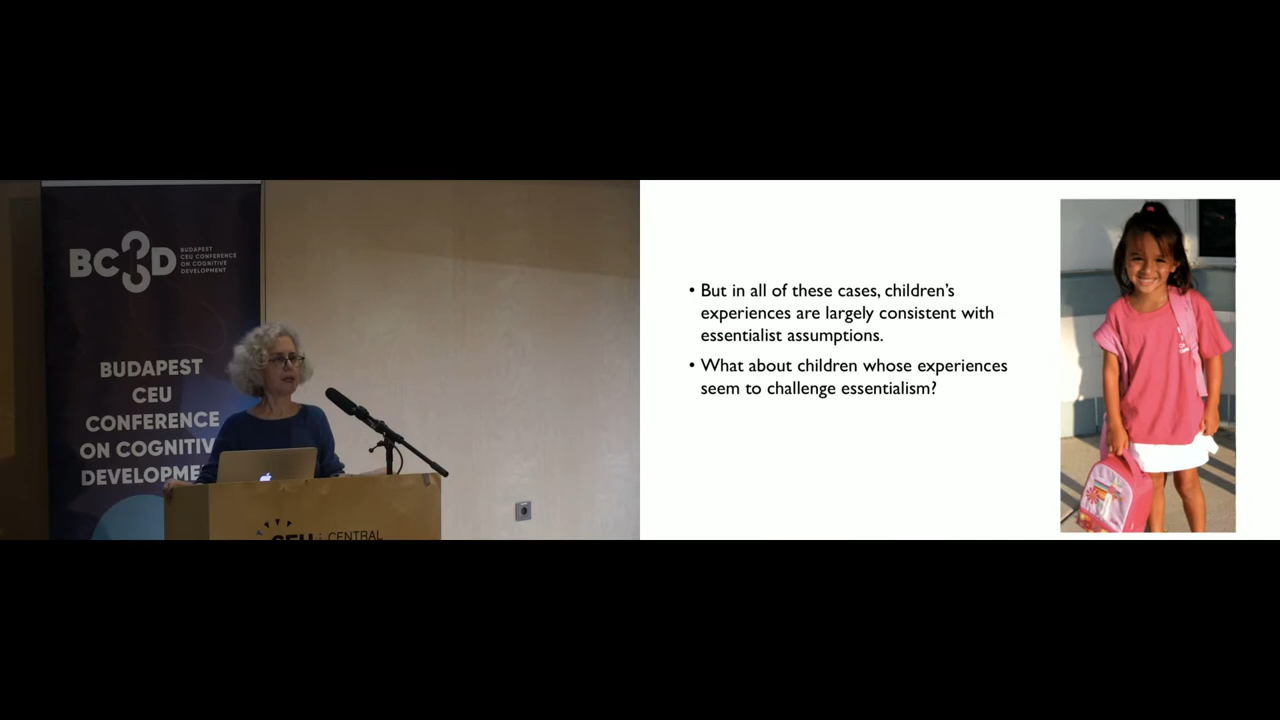 BC3D
BUDAPEST
CEU CONFERENCE
ON COGNITIVE
DEVELOPMENT
BUDAPEST
CEU
CONFERENCE
ON COGNITIV
DEVELOPME
CEU
CENTRAL
• But in all of these cases, children's
experiences are largely consistent with
essentialist assumptions.
• What about children whose experiences
seem to challenge essentialism?